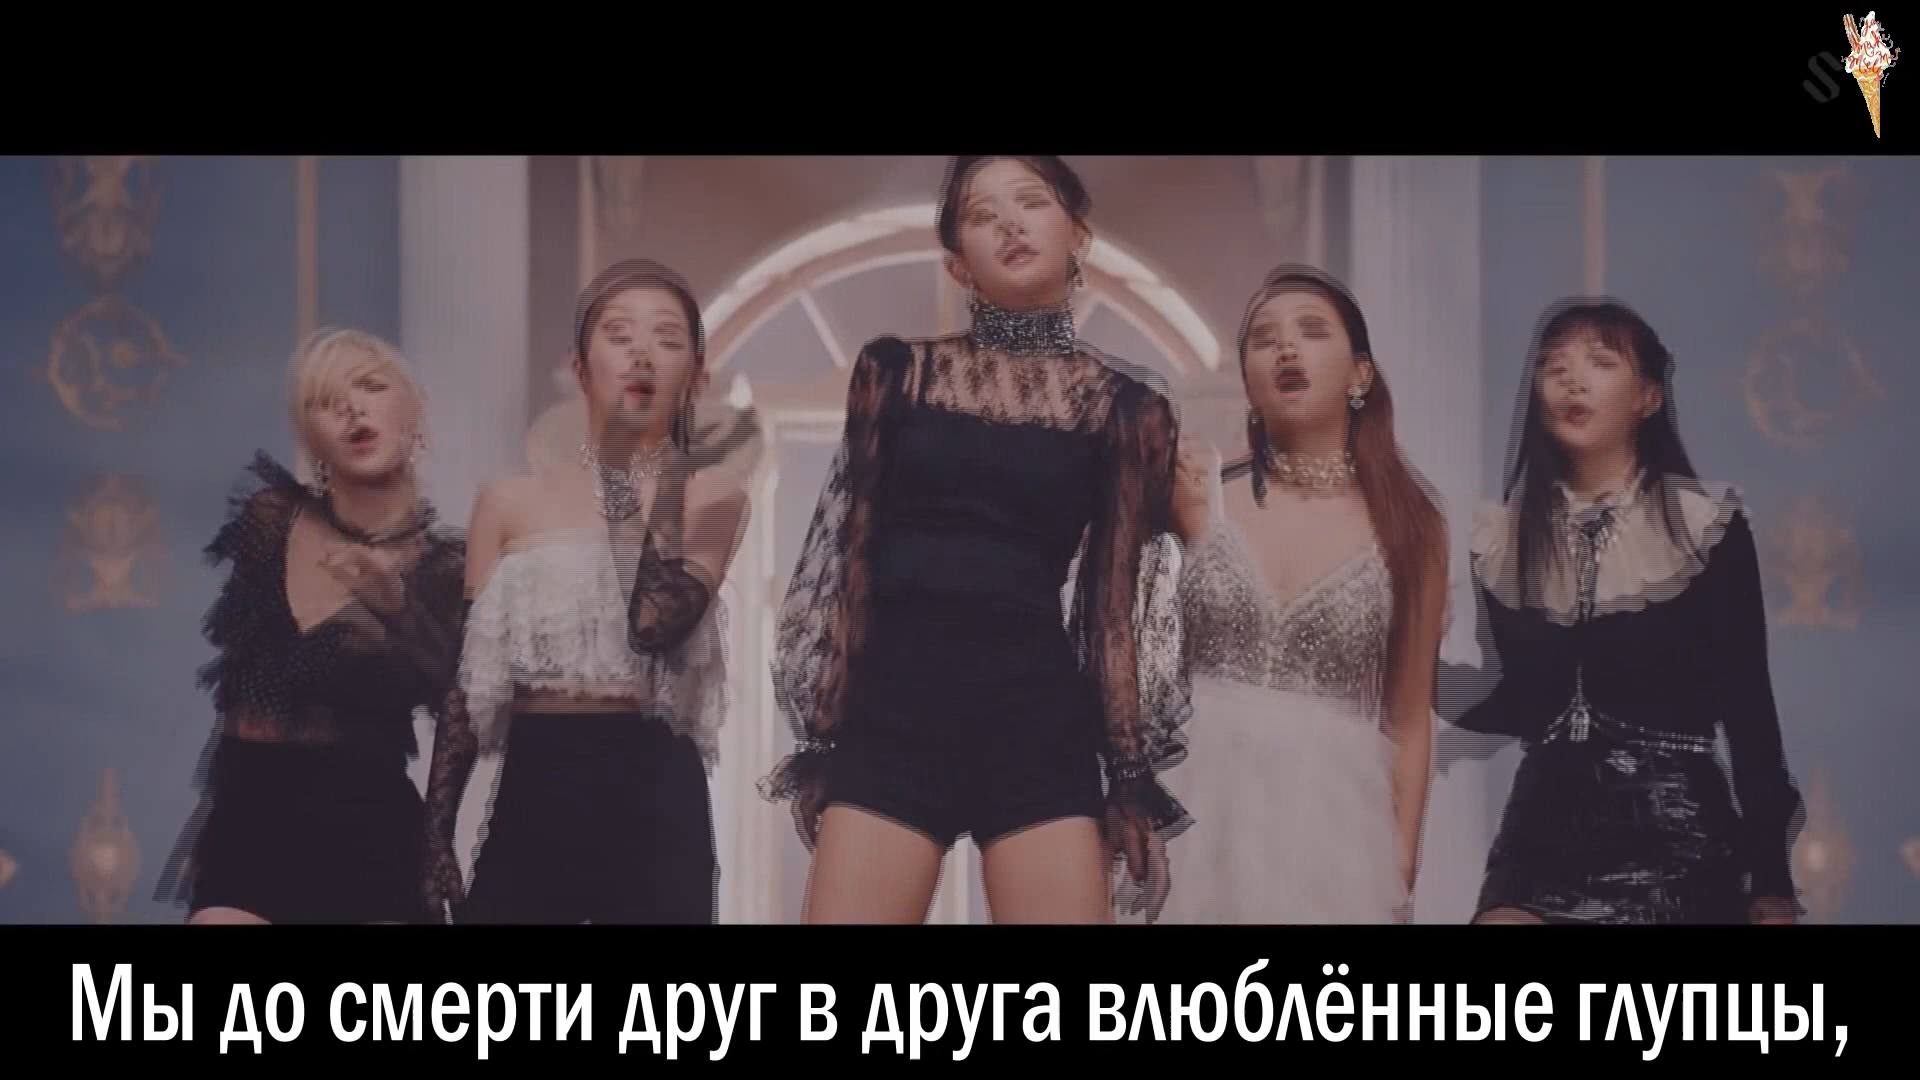 Мы до смерти друг в друга влюблённые глупцы,